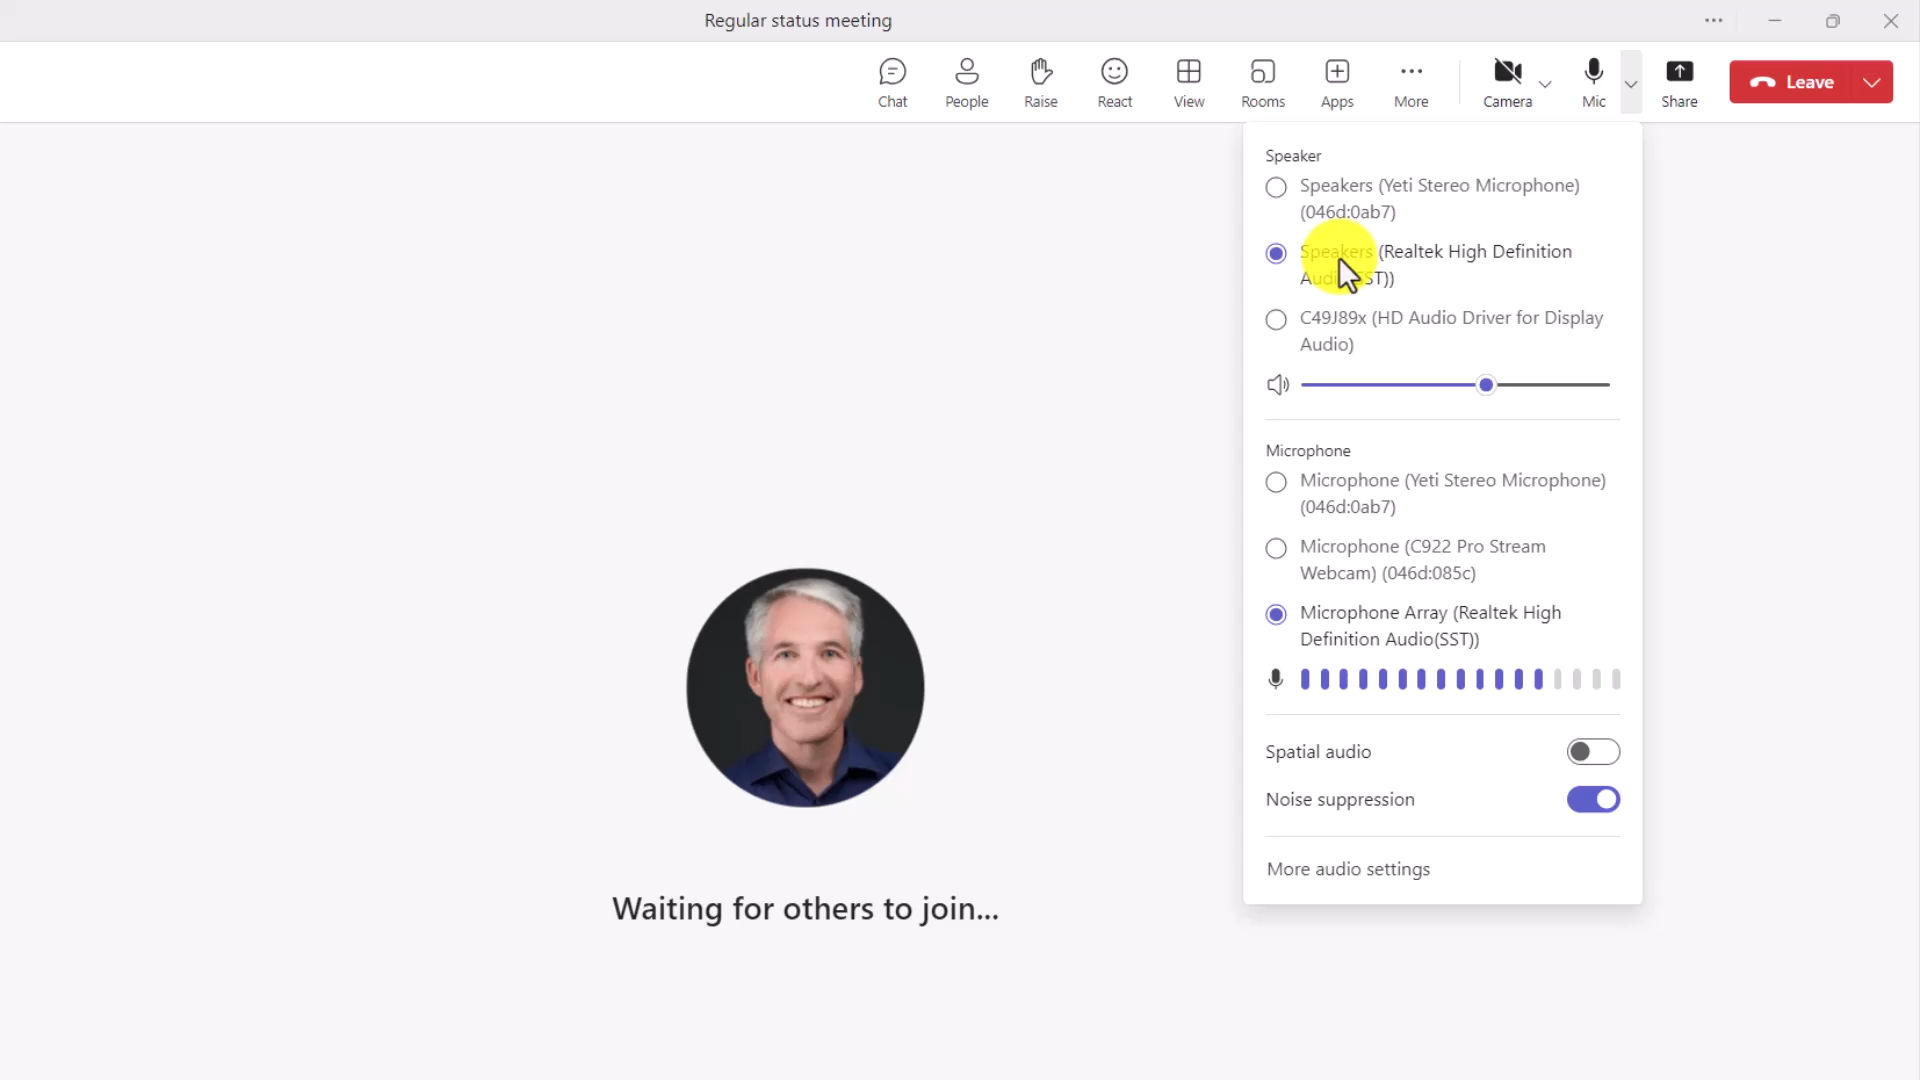 Regular status meeting
Chat
People
Raise
React
View
Rooms
Apps
More
Camera
Mic
Share
Leave
Speaker
Speakers (Yeti Stereo Microphone)
(046d:0ab7)
Speakers (Realtek High Definition
C49J89x (HD Audio Driver for Display
Audio)
Microphone
Microphone (Yeti Stereo Microphone)
(046d:0ab7)
Microphone (C922 Pro Stream
Webcam) (046d:085c)
Microphone Array (Realtek High
Definition Audio(SST))
Spatial audio
Noise suppression
More audio settings
Waiting for others to join...